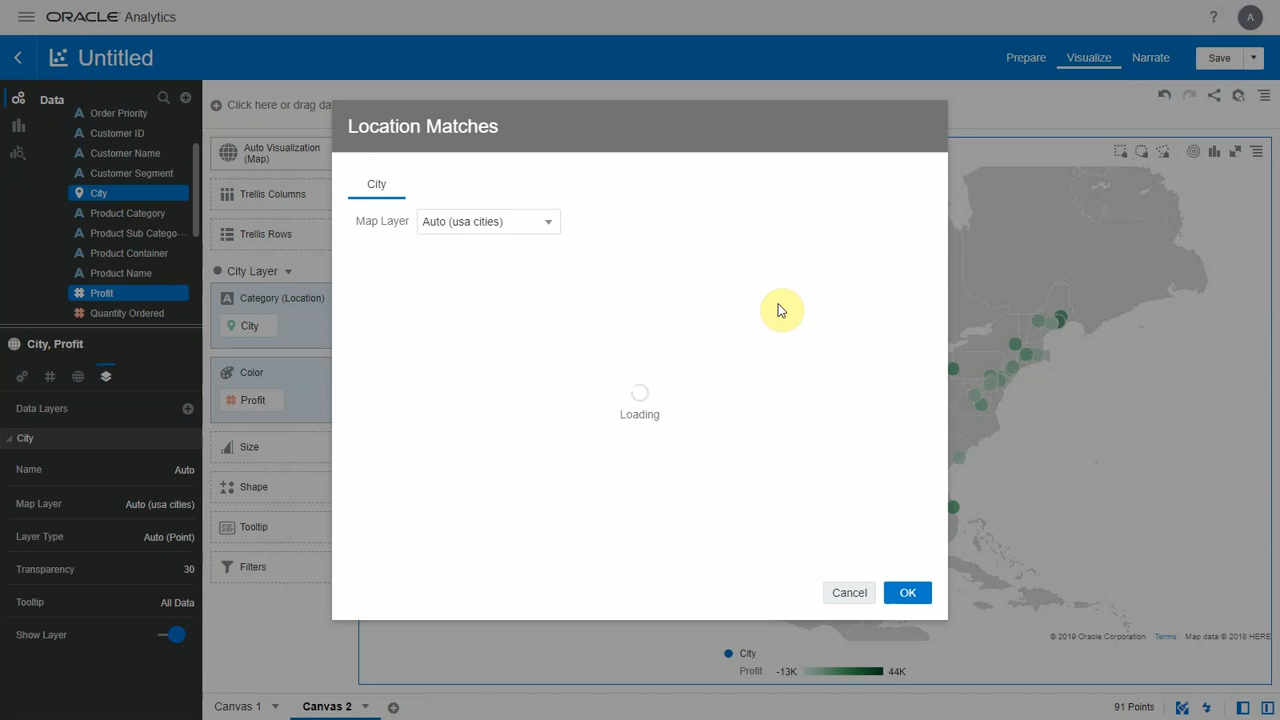 ORACLE Analytics
?
A
Untitled
Prepare
Visualize
Narrate
Save
Data
Order Priority
Customer ID
Customer Name
Customer Segment
City
Product Category
Product Sub Catego...
Product Container
Product Name
Profit
Quantity Ordered
City, Profit
Data Layers
City
Name Auto
Map Layer Auto (usa cities)
Layer Type Auto (Point)
Transparency 30
Tooltip All Data
Show Layer
Click here or drag da
Auto Visualization
(Map)
Trellis Columns
Trellis Rows
City Layer
Category (Location)
City
Color
Profit
Size
Shape
Tooltip
Filters
Location Matches
City
Map Layer Auto (usa cities)
Loading
Cancel
OK
© 2019 Oracle Corporation Terms Map data © 2018 HERE
City
Profit -13K 44K
Canvas 1
Canvas 2
91 Points